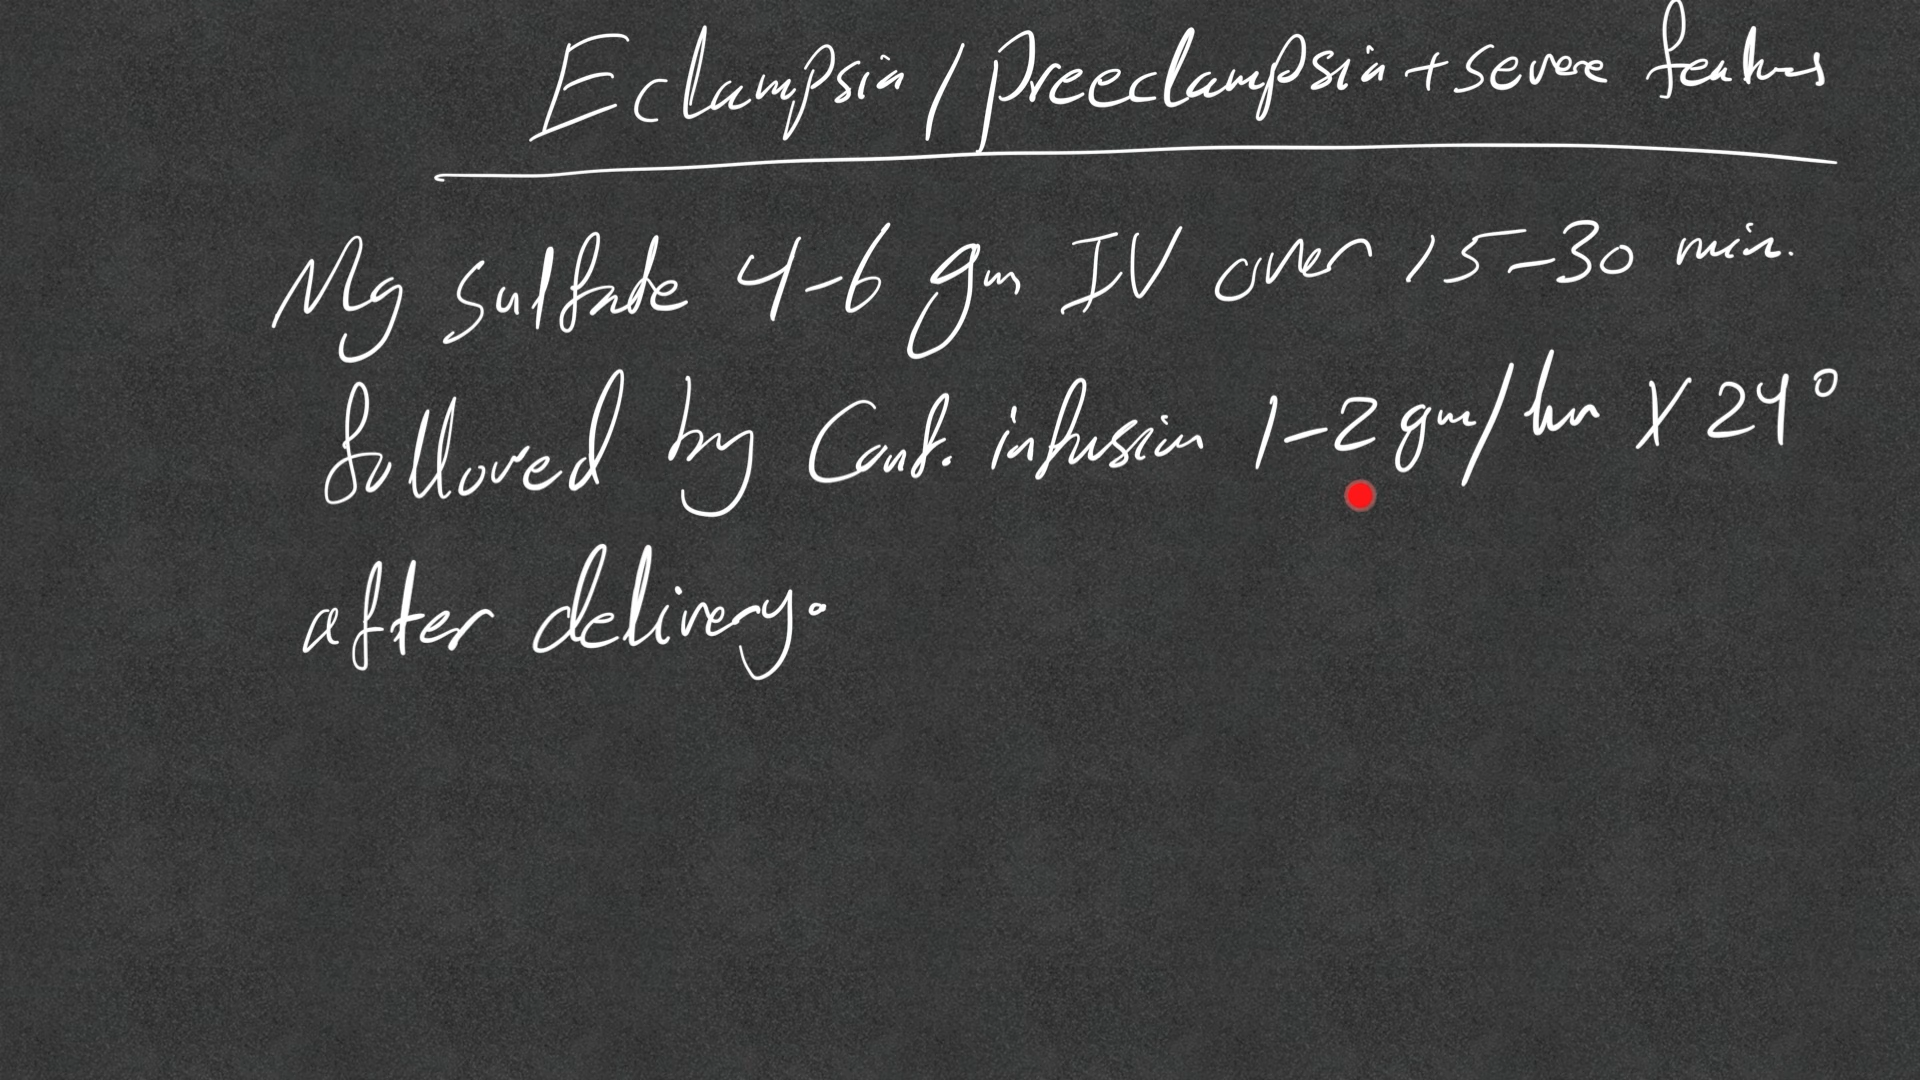 Eclampsia / preeclampsia + severe features
Mg sulfate 4-6 gm IV over 15-30 min.
followed by Cont. infusion 1-2 gm/hr X 24°
after delivery.